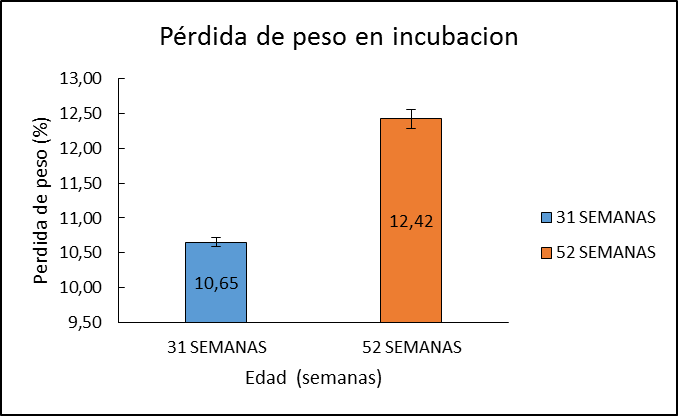 Pérdida de peso en incubacion
Perdida de peso (%)
13,00
12,50
12,00
11,50
11,00
10,50
10,00
9,50
10,65
12,42
31 SEMANAS
52 SEMANAS
Edad (semanas)
31 SEMANAS
52 SEMANAS